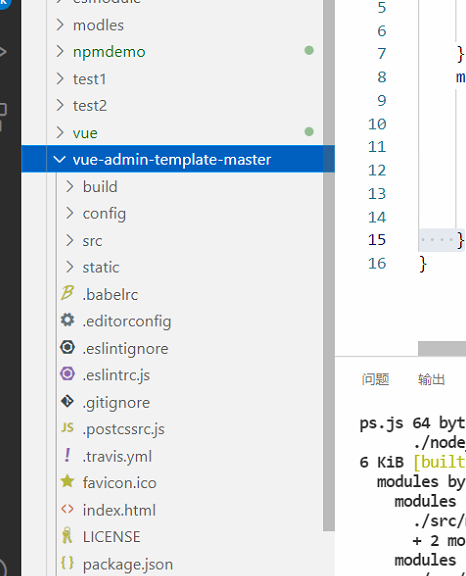 modles
npmdemo
test1
test2
vue
vue-admin-template-master
build
config
src
static
.babelrc
.editorconfig
.eslintignore
.eslintrc.js
.gitignore
JS .postcssrc.js
! .travis.yml
favicon.ico
<> index.html
LICENSE
{} package.json
5
6
7 }
8 m
9
10
11
12
13
14
15 ····}
16 }
问题 输出
ps.js 64 byt
./node
6 KiB [built
modules by
modules
./src/
+ 2 mo
modules